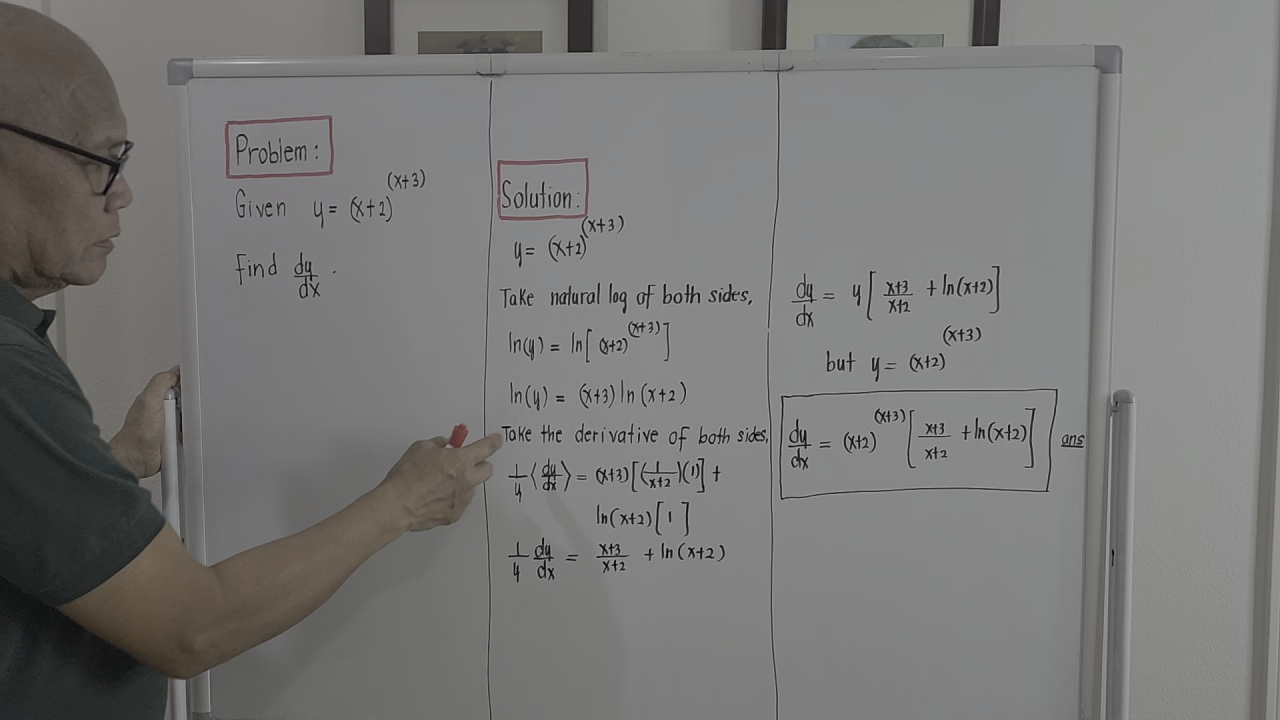 Problem:
Given y = (x+2)^(x+3)
Find dy/dx .
Solution:
y = (x+2)^(x+3)
Take natural log of both sides,
ln(y) = ln[ (x+2)^(x+3) ]
ln(y) = (x+3) ln (x+2)
Take the derivative of both sides,
1/y (dy/dx) = (x+3) [(1/(x+2))(1)] +
ln(x+2) [ 1 ]
1/y dy/dx = (x+3)/(x+2) + ln(x+2)
dy/dx = y [ (x+3)/(x+2) + ln(x+2) ]
but y = (x+2)^(x+3)
dy/dx = (x+2)^(x+3) [ (x+3)/(x+2) + ln(x+2) ] ans